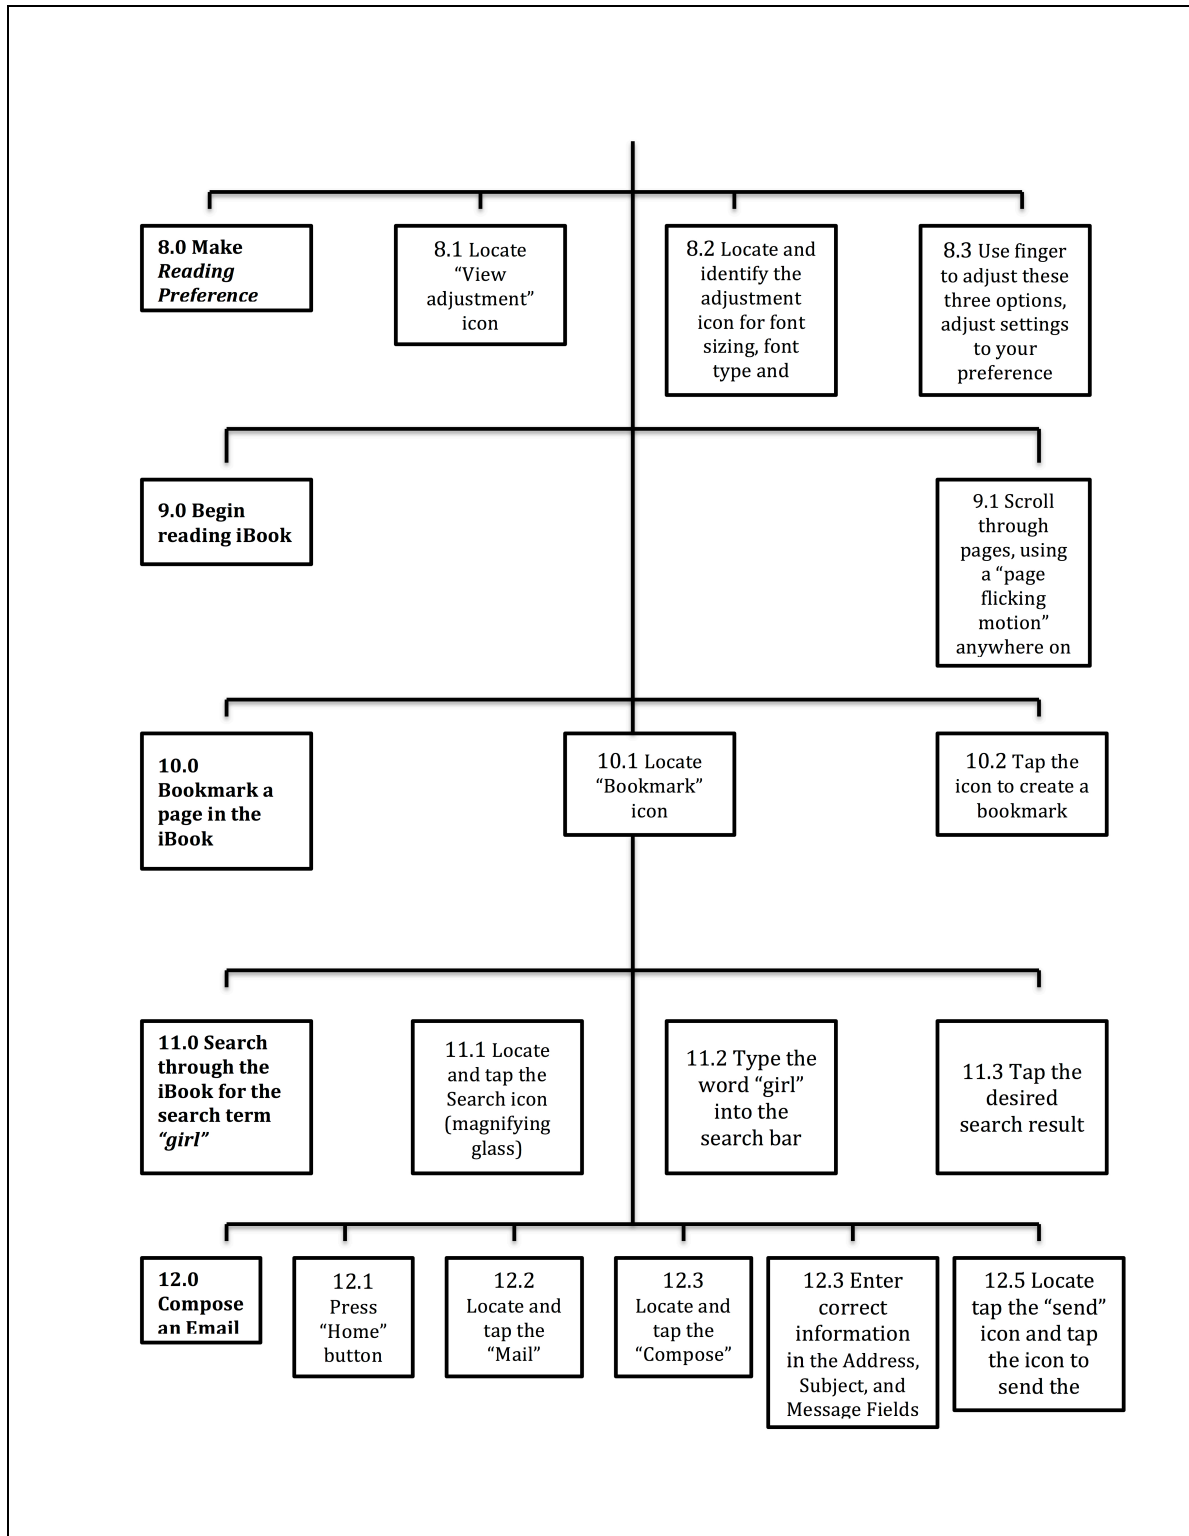 8.0 Make
Reading
Preference
8.1 Locate
“View
adjustment”
icon
8.2 Locate and
identify the
adjustment
icon for font
sizing, font
type and
8.3 Use finger
to adjust these
three options,
adjust settings
to your
preference
9.0 Begin
reading iBook
9.1 Scroll
through
pages, using
a “page
flicking
motion”
anywhere on
10.0
Bookmark a
page in the
iBook
10.1 Locate
“Bookmark”
icon
10.2 Tap the
icon to create a
bookmark
11.0 Search
through the
iBook for the
search term
“girl”
11.1 Locate
and tap the
Search icon
(magnifying
glass)
11.2 Type the
word “girl”
into the
search bar
11.3 Tap the
desired
search result
12.0
Compose
an Email
12.1
Press
“Home”
button
12.2
Locate and
tap the
“Mail”
12.3
Locate and
tap the
“Compose”
12.3 Enter
correct
information
in the Address,
Subject, and
Message Fields
12.5 Locate
tap the “send”
icon and tap
the icon to
send the